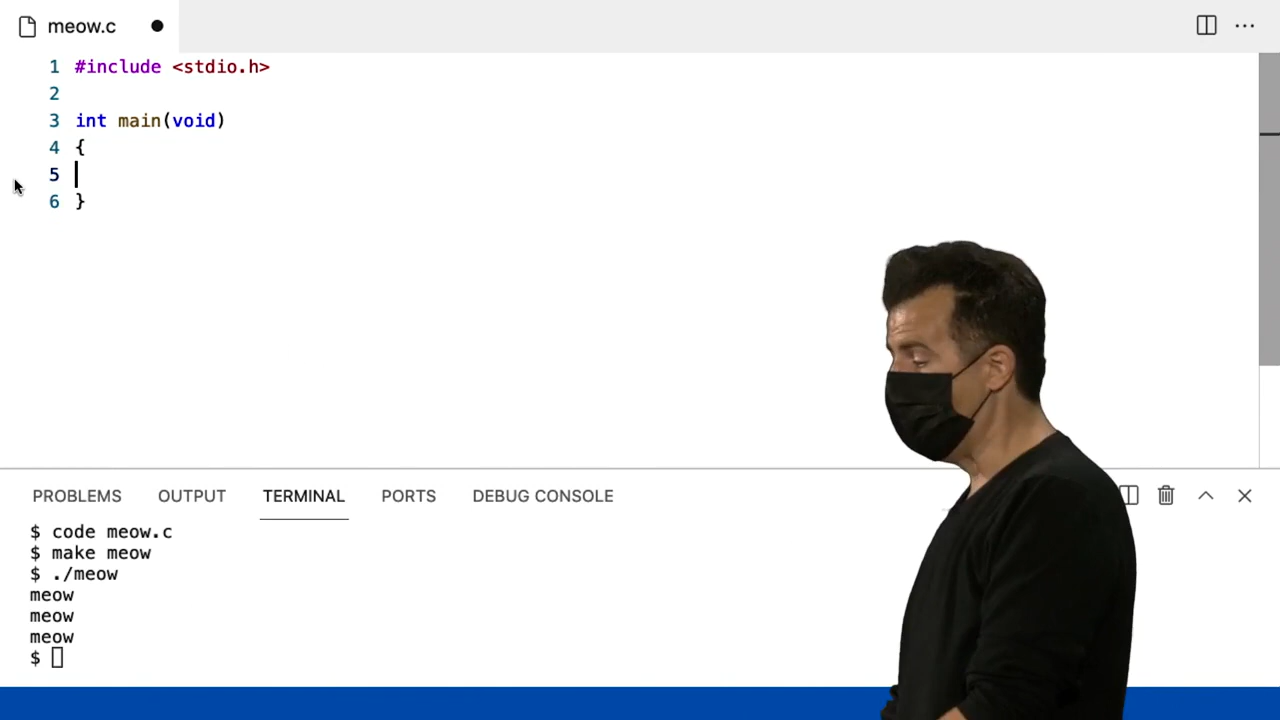 meow.c
1 #include <stdio.h>
2
3 int main(void)
4 {
5
6 }
PROBLEMS OUTPUT TERMINAL PORTS DEBUG CONSOLE
$ code meow.c
$ make meow
$ ./meow
meow
meow
meow
$